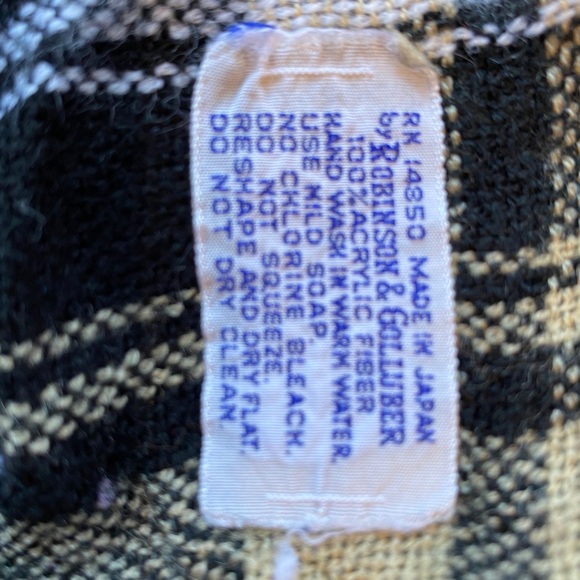 RN 14850 MADE IN JAPAN
by ROBINSON & GOLLUBER
100% ACRYLIC FIBER
HAND WASH IN WARM WATER.
USE MILD SOAP.
NO CHLORINE BLEACH.
DO NOT SQUEEZE.
RESHAPE AND DRY FLAT.
DO NOT DRY CLEAN.